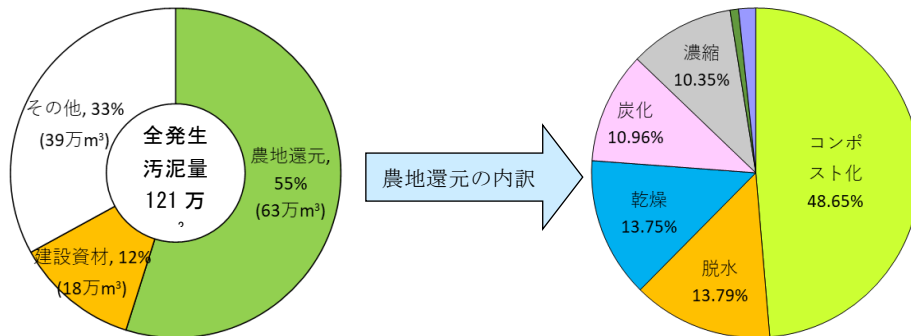 その他, 33%
(39万m³)
全発生
汚泥量
121 万
農地還元,
55%
(63万m³)
建設資材, 12%
(18万m³)
農地還元の内訳
濃縮
10.35%
炭化
10.96%
乾燥
13.75%
脱水
13.79%
コンポ
スト化
48.65%